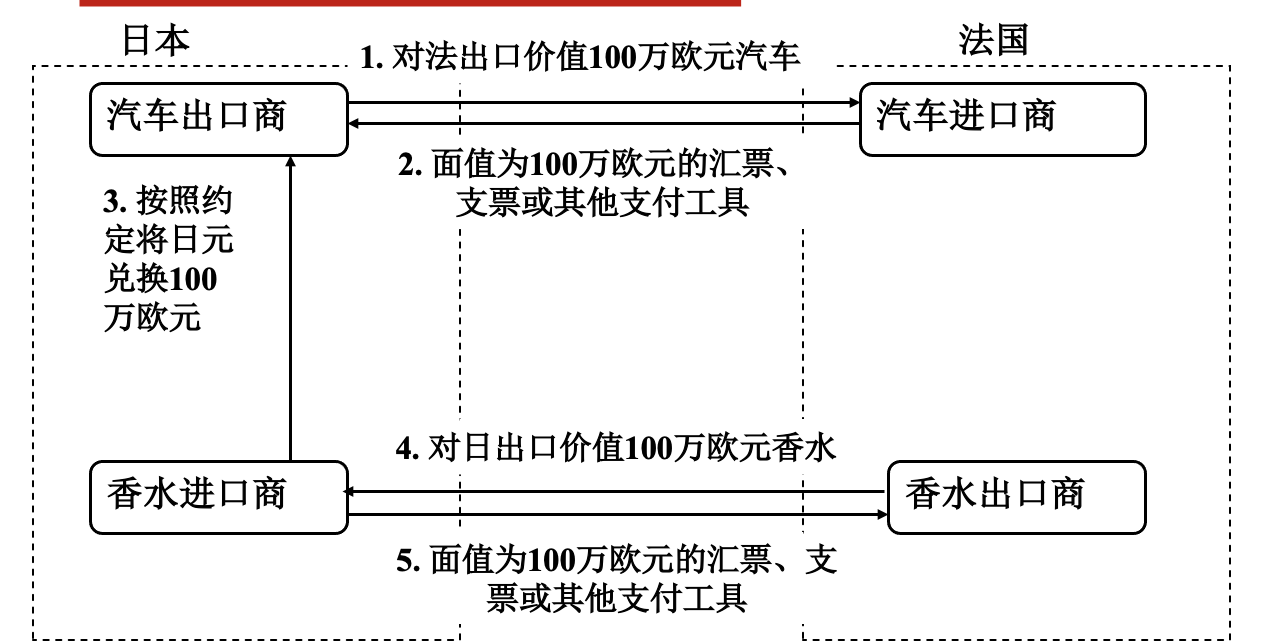 日本
法国
1. 对法出口价值100万欧元汽车
汽车出口商
汽车进口商
2. 面值为100万欧元的汇票、
支票或其他支付工具
3. 按照约
定将日元
兑换100
万欧元
4. 对日出口价值100万欧元香水
香水进口商
香水出口商
5. 面值为100万欧元的汇票、支
票或其他支付工具